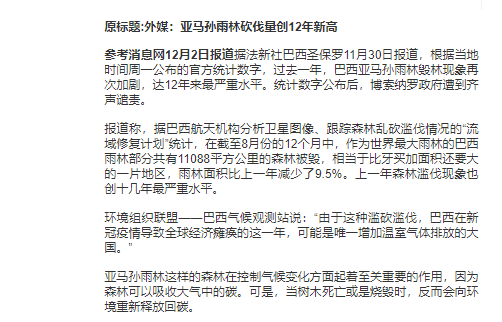 原标题:外媒：亚马孙雨林砍伐量创12年新高
参考消息网12月2日报道据法新社巴西圣保罗11月30日报道，根据当地
时间周一公布的官方统计数字，过去一年，巴西亚马孙雨林毁林现象再
次加剧，达12年来最严重水平。统计数字公布后，博索纳罗政府遭到齐
声谴责。
报道称，据巴西航天机构分析卫星图像、跟踪森林乱砍滥伐情况的“流
域修复计划”统计，在截至8月份的12个月中，作为世界最大雨林的巴西
雨林部分共有11088平方公里的森林被毁，相当于比牙买加面积还要大
的一片地区，雨林面积比上一年减少了9.5%。上一年森林滥伐现象也
创十几年最严重水平。
环境组织联盟——巴西气候观测站说：“由于这种滥砍滥伐，巴西在新
冠疫情导致全球经济瘫痪的这一年，可能是唯一增加温室气体排放的大
国。”
亚马孙雨林这样的森林在控制气候变化方面起着至关重要的作用，因为
森林可以吸收大气中的碳。可是，当树木死亡或是烧毁时，反而会向环
境重新释放回碳。